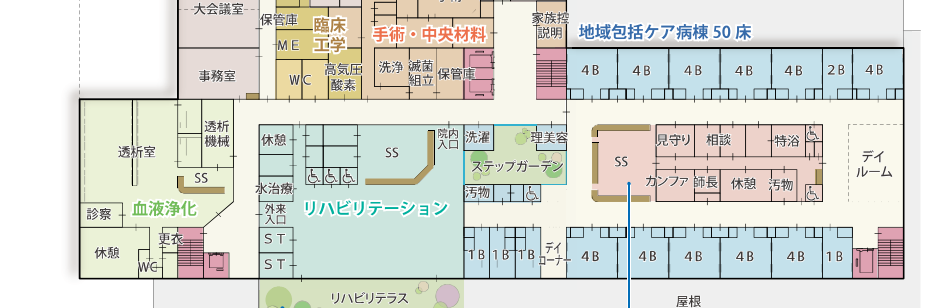 大会議室
保管庫
臨床
工学
手術・中央材料
家族控
説明
地域包括ケア病棟 50 床
ME
事務室
WC
高気圧
酸素
洗浄
滅菌
組立
保管庫
4B
4B
4B
4B
4B
2B
4B
透析室
透析
機械
休憩
SS
院内
入口
洗濯
理美容
SS
見守り
相談
特浴
デイ
ルーム
ステップガーデン
SS
水治療
汚物
カンファ
師長
休憩
汚物
診察
血液浄化
外来
入口
リハビリテーション
更衣
休憩
WC
ST
ST
1B
1B
1B
デイ
コーナー
4B
4B
4B
4B
4B
1B
リハビリテラス
屋根